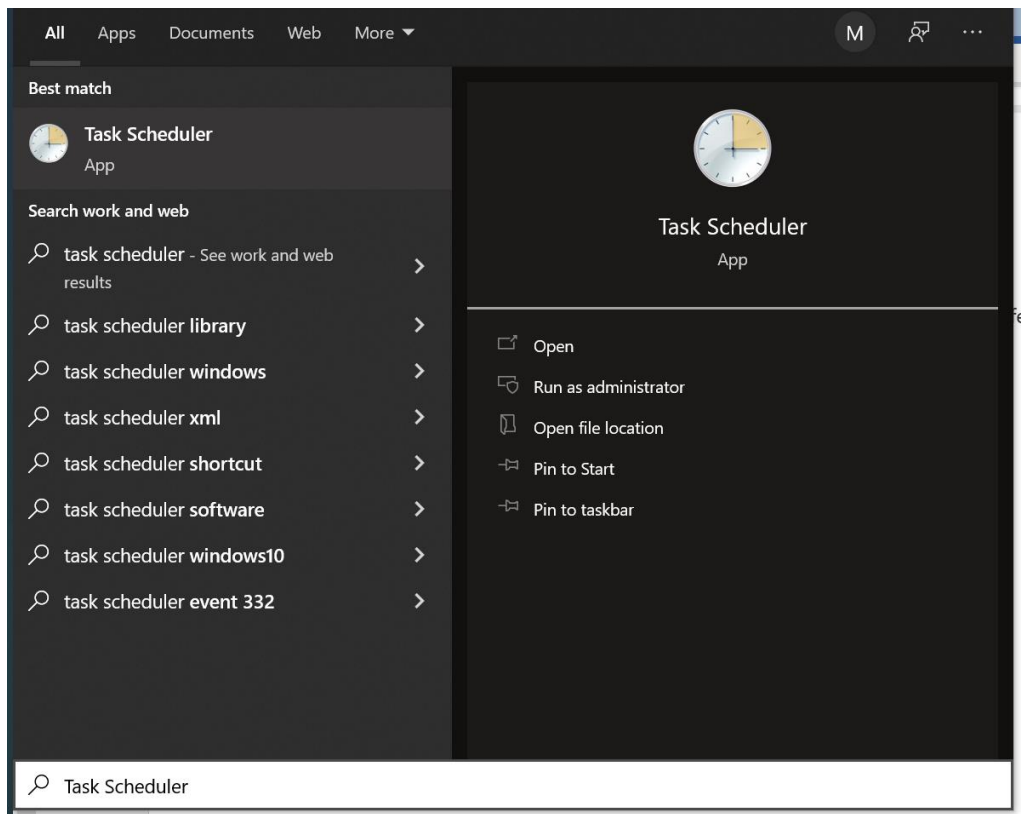 All Apps Documents Web More
M
Best match
Task Scheduler
App
Search work and web
task scheduler - See work and web
results
task scheduler library
task scheduler windows
task scheduler xml
task scheduler shortcut
task scheduler software
task scheduler windows10
task scheduler event 332
Task Scheduler
App
Open
Run as administrator
Open file location
Pin to Start
Pin to taskbar
Task Scheduler